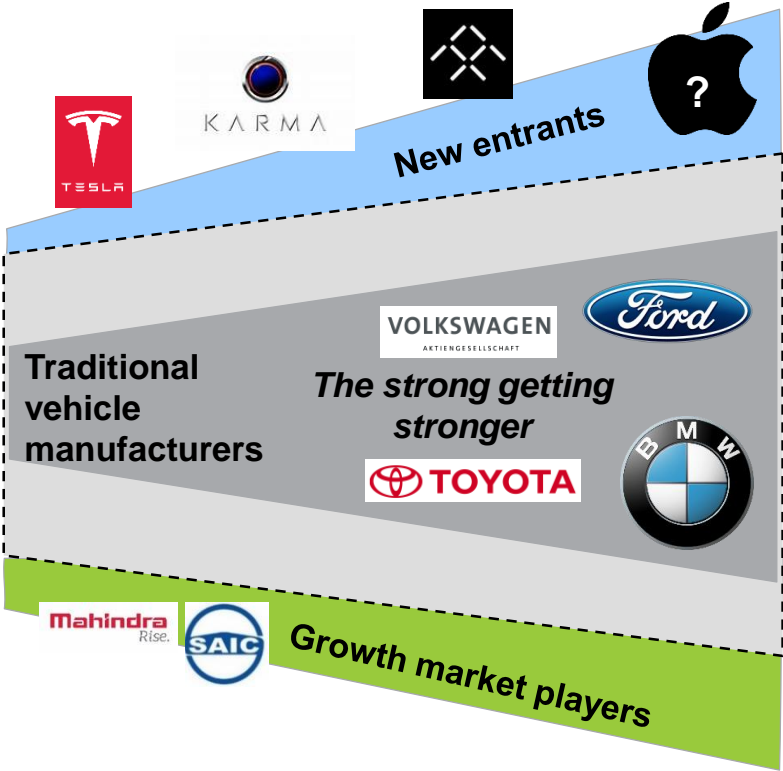 TESLA
KARMA
?
New entrants
Ford
VOLKSWAGEN
AKTIENGESELLSCHAFT
Traditional
vehicle
manufacturers
The strong getting
stronger
BMW
TOYOTA
Mahindra
Rise.
SAIC
Growth market players